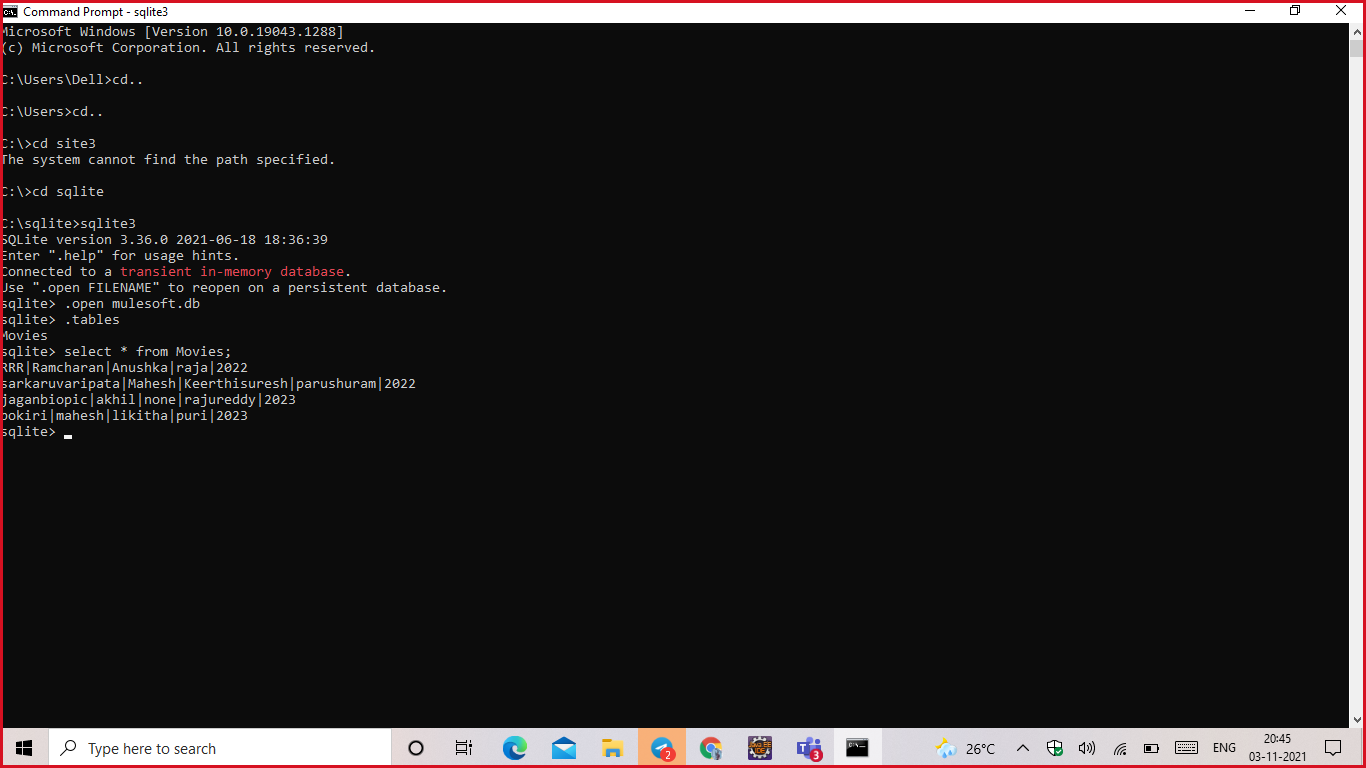 Command Prompt - sqlite3
Microsoft Windows [Version 10.0.19043.1288]
(c) Microsoft Corporation. All rights reserved.
C:\Users\Dell>cd..
C:\Users>cd..
C:\>cd site3
The system cannot find the path specified.
C:\>cd sqlite
C:\sqlite>sqlite3
SQLite version 3.36.0 2021-06-18 18:36:39
Enter ".help" for usage hints.
Connected to a transient in-memory database.
Use ".open FILENAME" to reopen on a persistent database.
sqlite> .open mulesoft.db
sqlite> .tables
Movies
sqlite> select * from Movies;
RRR|Ramcharan|Anushka|raja|2022
sarkaruvaripata|Mahesh|Keerthisuresh|parushuram|2022
jaganbiopic|akhil|none|rajureddy|2023
pokiri|mahesh|likitha|puri|2023
sqlite>
Type here to search
2
3
26°C
ENG
20:45
03-11-2021